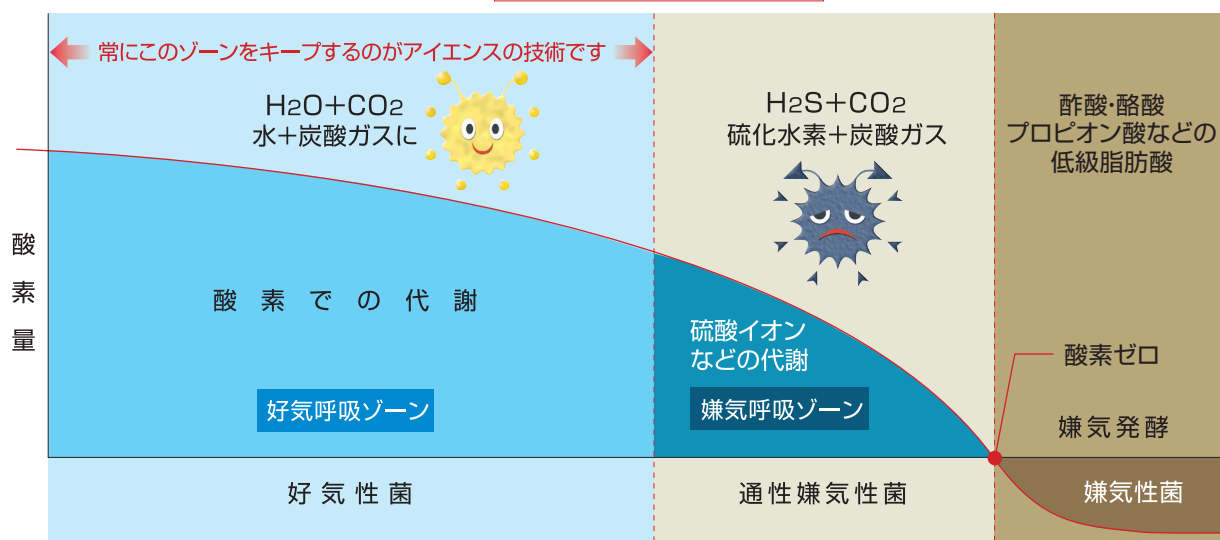 常にこのゾーンをキープするのがアイエンスの技術です
H2O+CO2
水+炭酸ガスに
H2S+CO2
硫化水素+炭酸ガス
酢酸・酪酸
プロピオン酸などの
低級脂肪酸
酸素量
酸素での代謝
硫酸イオン
などの代謝
酸素ゼロ
好気呼吸ゾーン
嫌気呼吸ゾーン
嫌気発酵
好気性菌
通性嫌気性菌
嫌気性菌